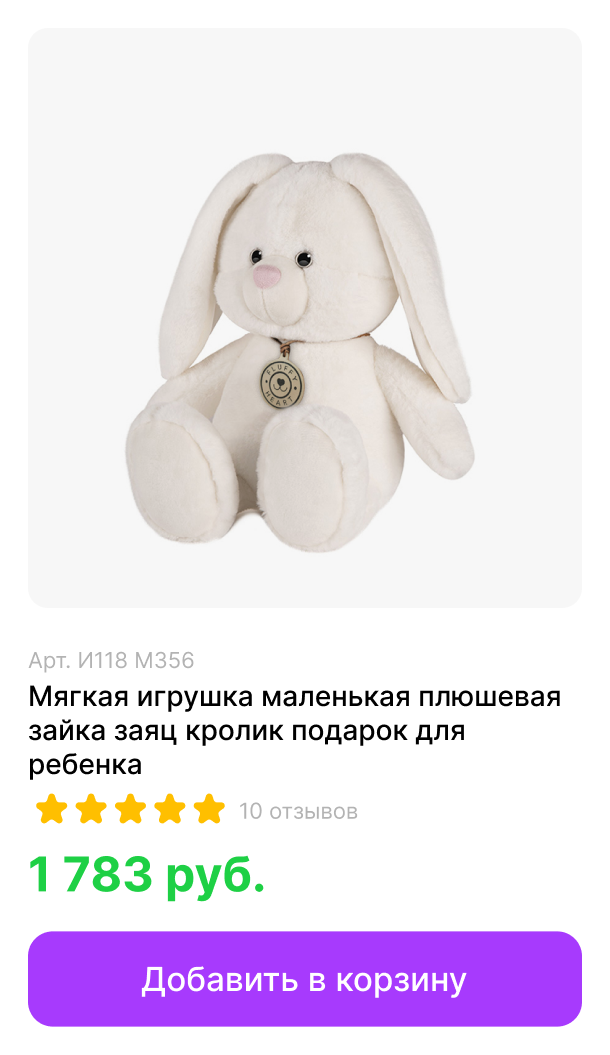 FLUFFY
HEART
Арт. И118 М356
Мягкая игрушка маленькая плюшевая
зайка заяц кролик подарок для
ребенка
10 отзывов
1 783 руб.
Добавить в корзину